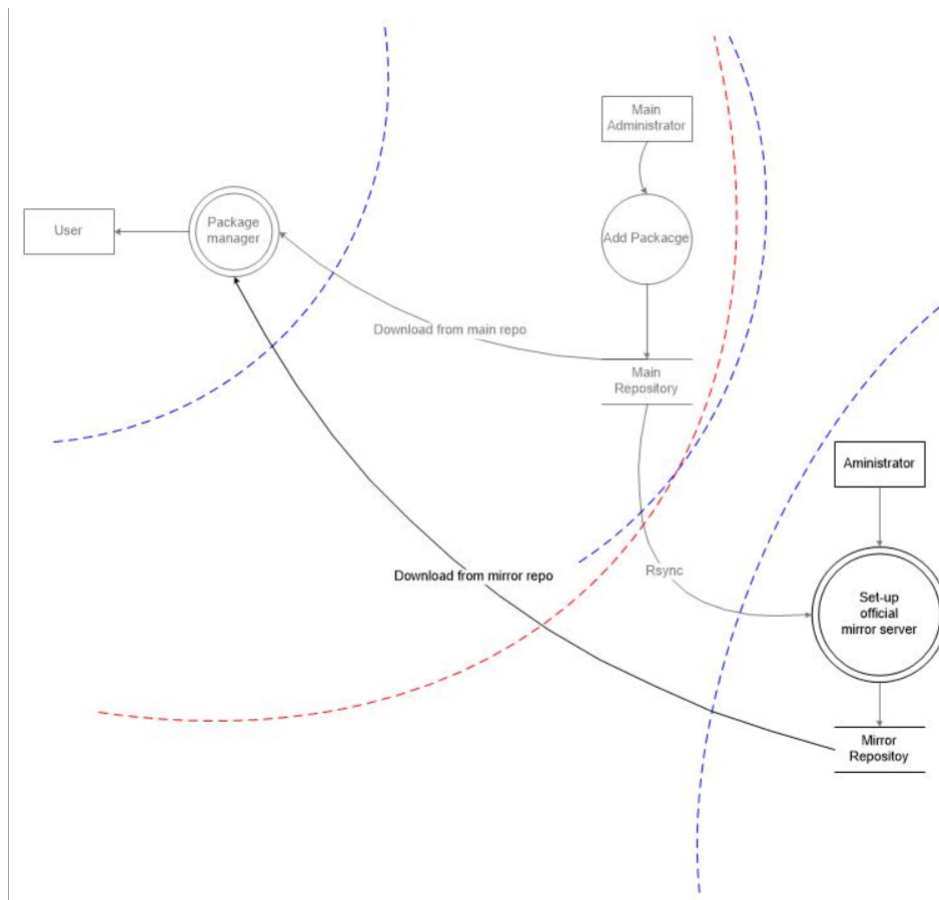 Main
Administrator
User
Package
manager
Add Packacge
Download from main repo
Main
Repository
Aministrator
Rsync
Download from mirror repo
Set-up
official
mirror server
Mirror
Repositoy